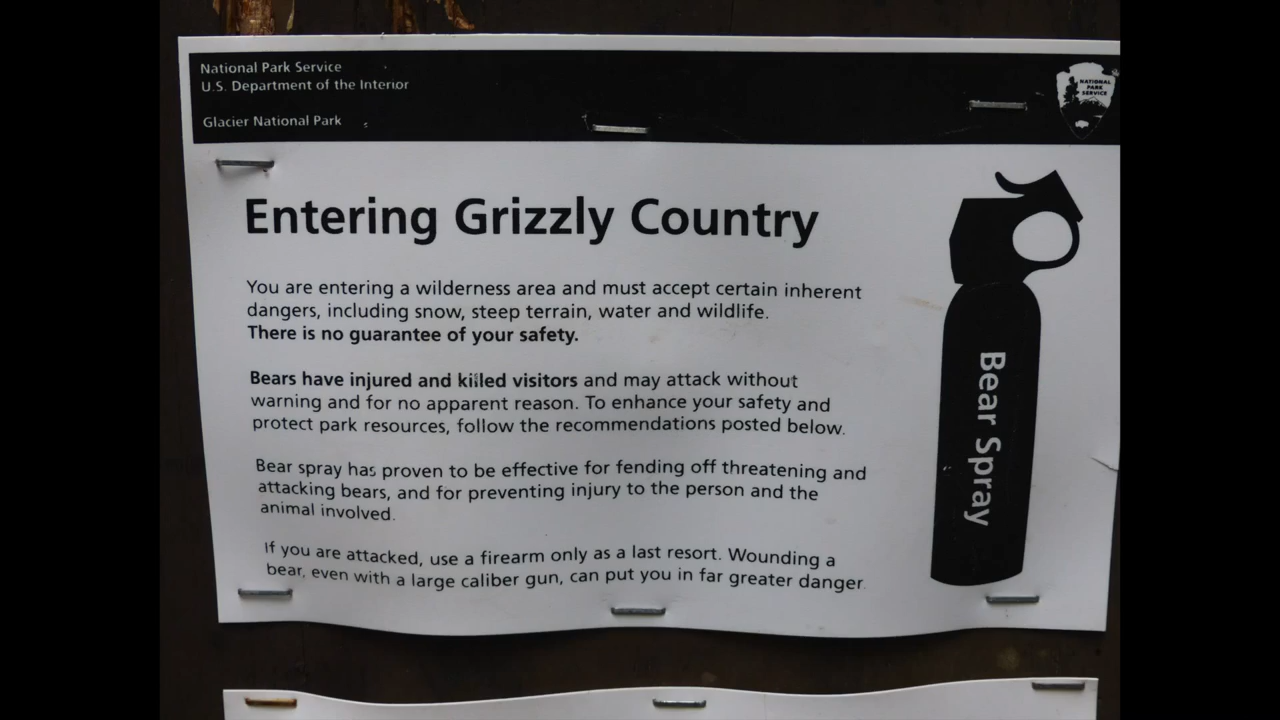 National Park Service
U.S. Department of the Interior
Glacier National Park
NATIONAL
PARK
SERVICE
Entering Grizzly Country
You are entering a wilderness area and must accept certain inherent
dangers, including snow, steep terrain, water and wildlife.
There is no guarantee of your safety.
Bears have injured and killed visitors and may attack without
warning and for no apparent reason. To enhance your safety and
protect park resources, follow the recommendations posted below.
Bear spray has proven to be effective for fending off threatening and
attacking bears, and for preventing injury to the person and the
animal involved.
If you are attacked, use a firearm only as a last resort. Wounding a
bear, even with a large caliber gun, can put you in far greater danger.
Bear Spray